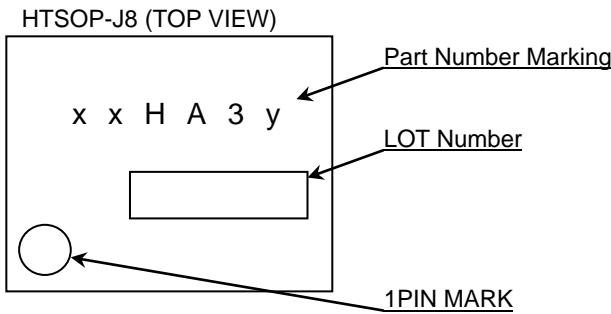 HTSOP-J8 (TOP VIEW)
Part Number Marking
x x H A 3 y
LOT Number
1PIN MARK